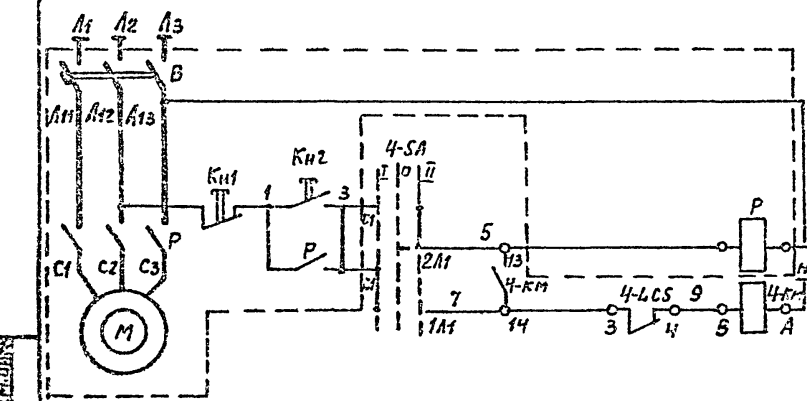 Л1 Л2 Л3
В
Л11 Л12 Л13
4-SA
I 0 II
Кн1
Кн2
1
3
Р
Р
С1 С2 С3
М
5
13
2Л1
4-КМ
7
1Л1
14
Р
4-LCS
9
4-КМ
3
4
В
А